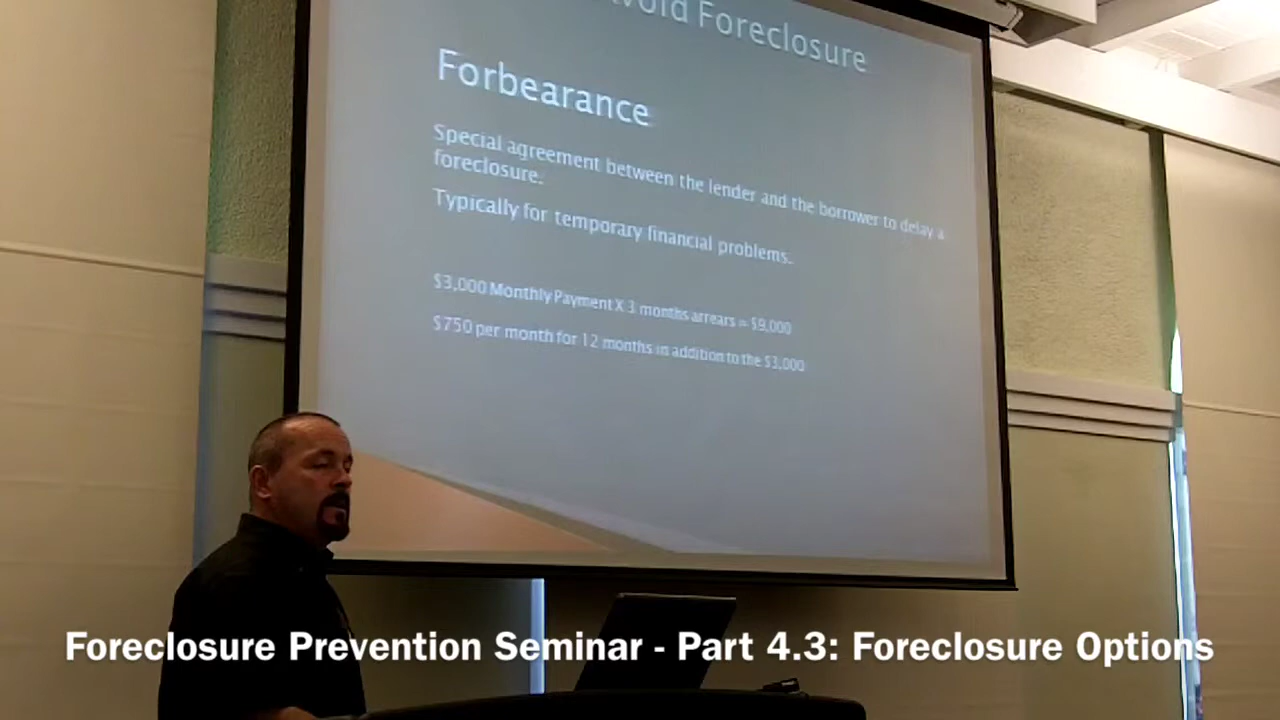 Avoid Foreclosure
Forbearance
Special agreement between the lender and the borrower to delay a
foreclosure.
Typically for temporary financial problems.
$3,000 Monthly Payment X 3 months arrears = $9,000
$750 per month for 12 months in addition to the $3,000
Foreclosure Prevention Seminar - Part 4.3: Foreclosure Options